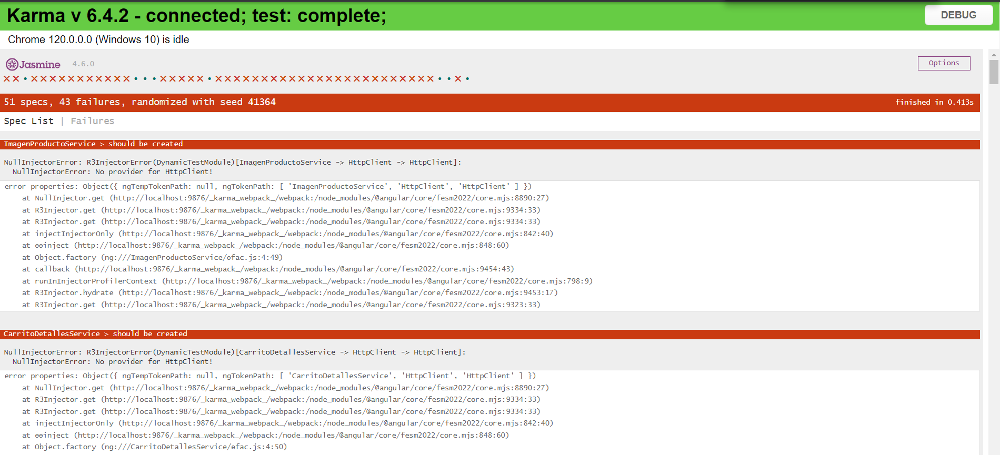 Karma v 6.4.2 - connected; test: complete;
DEBUG
Chrome 120.0.0.0 (Windows 10) is idle
Jasmine 4.6.0
Options
51 specs, 43 failures, randomized with seed 41364
finished in 0.413s
Spec List | Failures
ImagenProductoService > should be created
NullInjectorError: R3InjectorError(DynamicTestModule)[ImagenProductoService -> HttpClient -> HttpClient]:
NullInjectorError: No provider for HttpClient!
error properties: Object({ ngTempTokenPath: null, ngTokenPath: [ 'ImagenProductoService', 'HttpClient', 'HttpClient' ] })
at NullInjector.get (http://localhost:9876/_karma_webpack_/webpack:/node_modules/@angular/core/fesm2022/core.mjs:8890:27)
at R3Injector.get (http://localhost:9876/_karma_webpack_/webpack:/node_modules/@angular/core/fesm2022/core.mjs:9334:33)
at R3Injector.get (http://localhost:9876/_karma_webpack_/webpack:/node_modules/@angular/core/fesm2022/core.mjs:9334:33)
at injectInjectorOnly (http://localhost:9876/_karma_webpack_/webpack:/node_modules/@angular/core/fesm2022/core.mjs:842:40)
at ɵɵinject (http://localhost:9876/_karma_webpack_/webpack:/node_modules/@angular/core/fesm2022/core.mjs:848:60)
at Object.factory (ng:///ImagenProductoService/ɵfac.js:4:49)
at callback (http://localhost:9876/_karma_webpack_/webpack:/node_modules/@angular/core/fesm2022/core.mjs:9454:43)
at runInInjectorProfilerContext (http://localhost:9876/_karma_webpack_/webpack:/node_modules/@angular/core/fesm2022/core.mjs:798:9)
at R3Injector.hydrate (http://localhost:9876/_karma_webpack_/webpack:/node_modules/@angular/core/fesm2022/core.mjs:9453:17)
at R3Injector.get (http://localhost:9876/_karma_webpack_/webpack:/node_modules/@angular/core/fesm2022/core.mjs:9323:33)
CarritoDetallesService > should be created
NullInjectorError: R3InjectorError(DynamicTestModule)[CarritoDetallesService -> HttpClient -> HttpClient]:
NullInjectorError: No provider for HttpClient!
error properties: Object({ ngTempTokenPath: null, ngTokenPath: [ 'CarritoDetallesService', 'HttpClient', 'HttpClient' ] })
at NullInjector.get (http://localhost:9876/_karma_webpack_/webpack:/node_modules/@angular/core/fesm2022/core.mjs:8890:27)
at R3Injector.get (http://localhost:9876/_karma_webpack_/webpack:/node_modules/@angular/core/fesm2022/core.mjs:9334:33)
at R3Injector.get (http://localhost:9876/_karma_webpack_/webpack:/node_modules/@angular/core/fesm2022/core.mjs:9334:33)
at injectInjectorOnly (http://localhost:9876/_karma_webpack_/webpack:/node_modules/@angular/core/fesm2022/core.mjs:842:40)
at ɵɵinject (http://localhost:9876/_karma_webpack_/webpack:/node_modules/@angular/core/fesm2022/core.mjs:848:60)
at Object.factory (ng:///CarritoDetallesService/ɵfac.js:4:50)